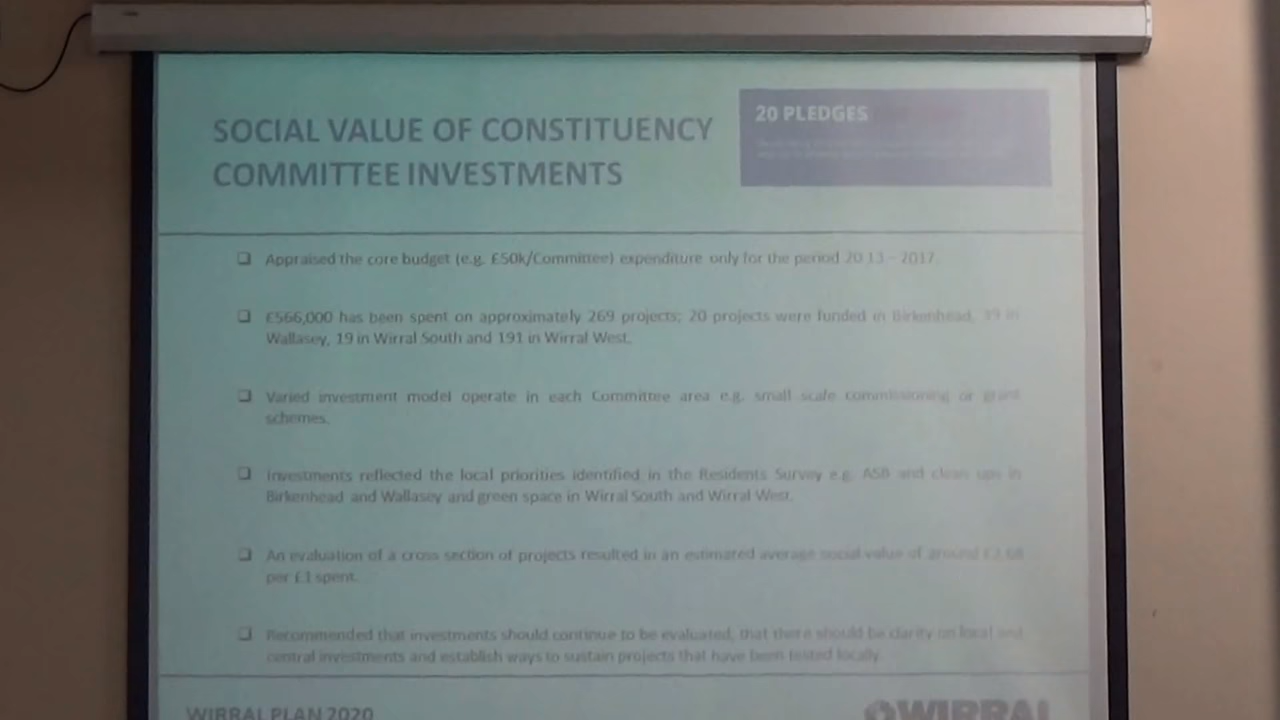 SOCIAL VALUE OF CONSTITUENCY
COMMITTEE INVESTMENTS
20 PLEDGES
Appraised the core budget (e.g. £50k/Committee) expenditure only for the period 2013 – 2017.
£566,000 has been spent on approximately 269 projects; 20 projects were funded in Birkenhead, 39 in
Wallasey, 19 in Wirral South and 191 in Wirral West.
Varied investment model operate in each Committee area e.g. small scale commissioning or grant
schemes.
Investments reflected the local priorities identified in the Residents Survey e.g. ASB and clean ups in
Birkenhead and Wallasey and green space in Wirral South and Wirral West.
An evaluation of a cross section of projects resulted in an estimated average social value of around
per £1 spent.
Recommended that investments should continue to be evaluated, that there should be clarity on local and
central investments and establish ways to sustain projects that have been tested locally
WIRRAL PLAN 2020
WIRRAL